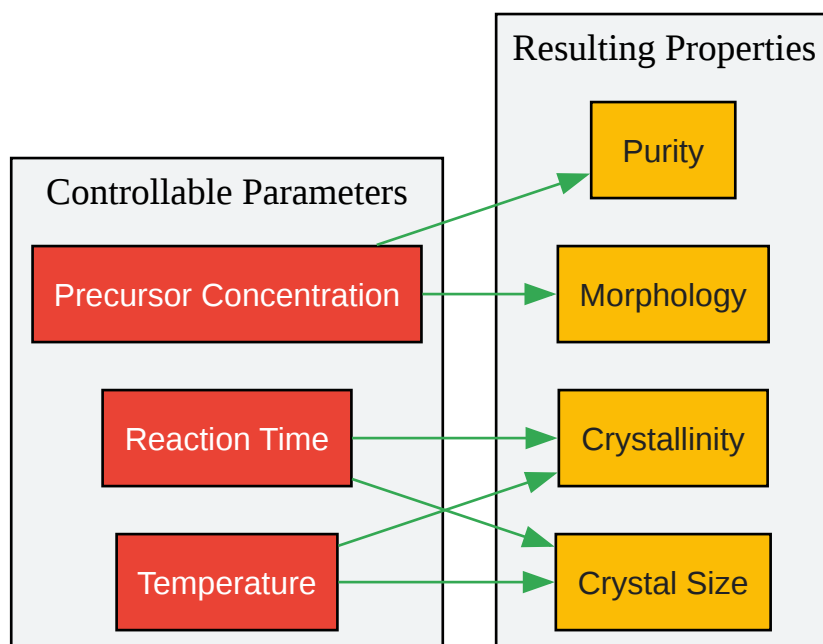 Controllable Parameters
Precursor Concentration
Reaction Time
Temperature
Resulting Properties
Purity
Morphology
Crystallinity
Crystal Size